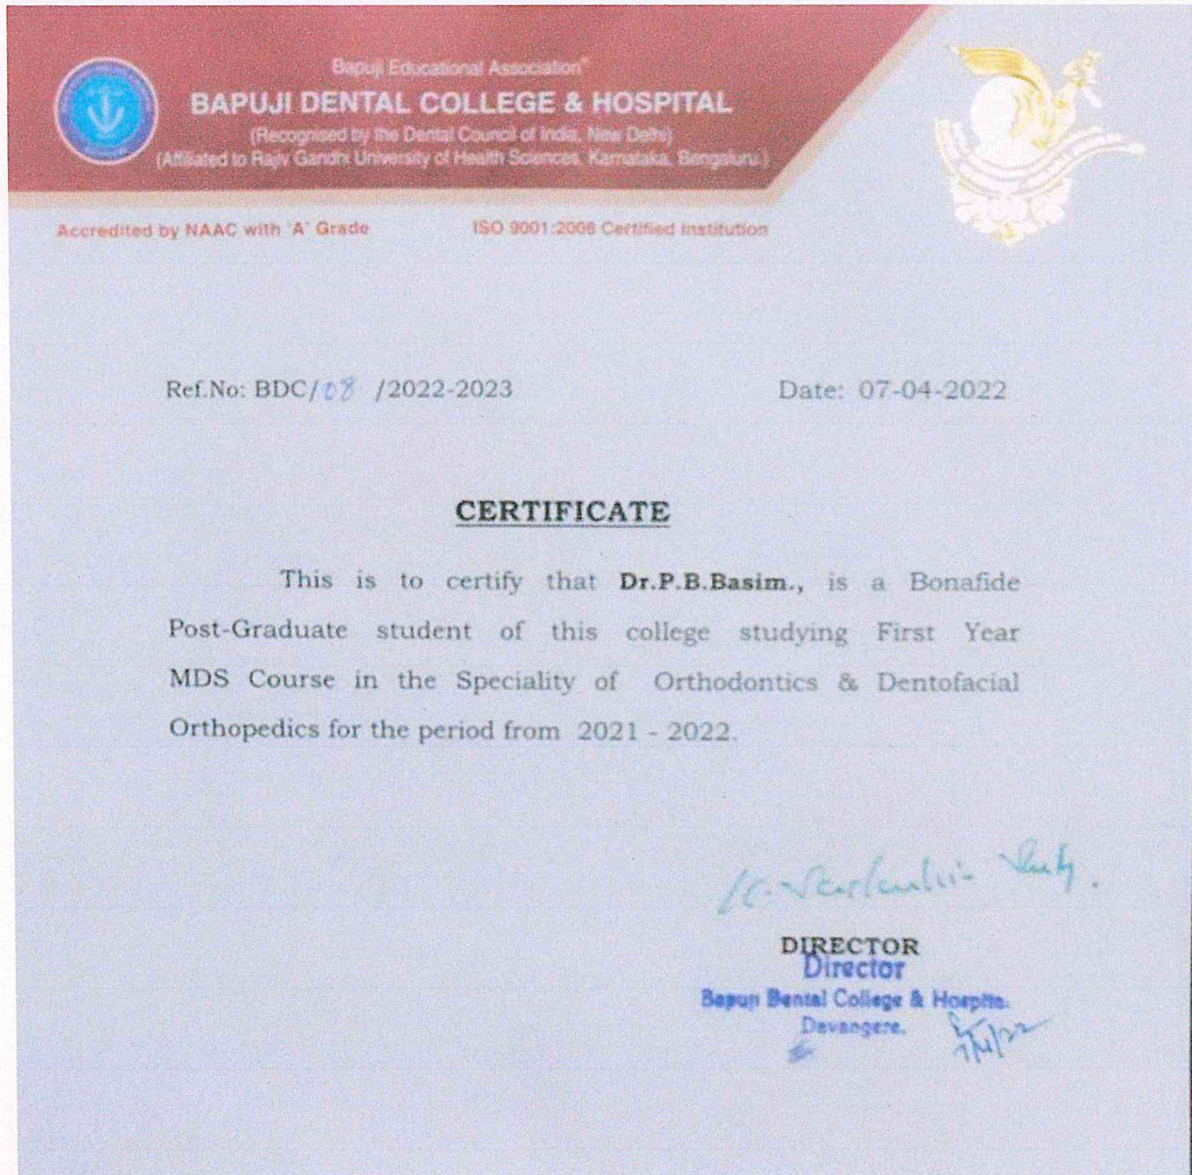 Bapuji Educational Association®
BAPUJI DENTAL COLLEGE & HOSPITAL
(Recognised by the Dental Council of India, New Delhi)
(Affiliated to Rajiv Gandhi University of Health Sciences, Karnataka, Bengaluru.)
Accredited by NAAC with 'A' Grade ISO 9001:2008 Certified Institution
Ref.No: BDC/08 /2022-2023 Date: 07-04-2022
CERTIFICATE
This is to certify that Dr.P.B.Basim., is a Bonafide
Post-Graduate student of this college studying First Year
MDS Course in the Speciality of Orthodontics & Dentofacial
Orthopedics for the period from 2021 - 2022.
DIRECTOR
Director
Bapuji Dental College & Hospita.
Davangere.
7/4/22